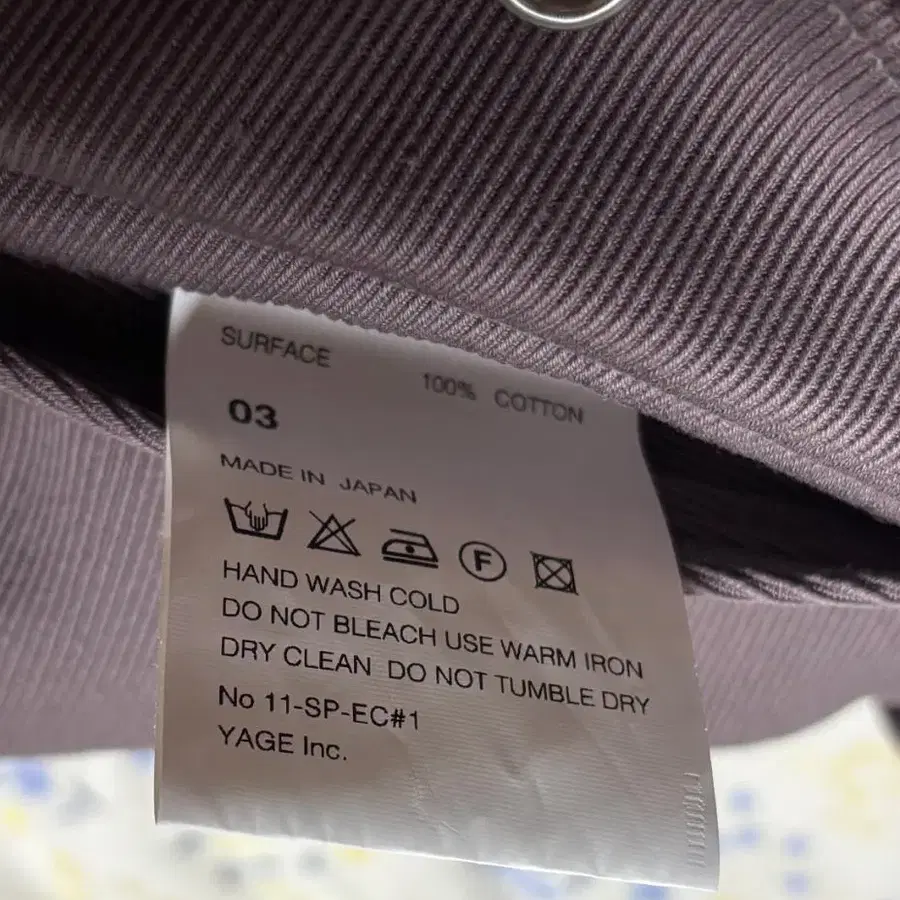 SURFACE
100% COTTON
03
MADE IN JAPAN
F
HAND WASH COLD
DO NOT BLEACH USE WARM IRON
DRY CLEAN DO NOT TUMBLE DRY
No 11-SP-EC#1
YAGE Inc.